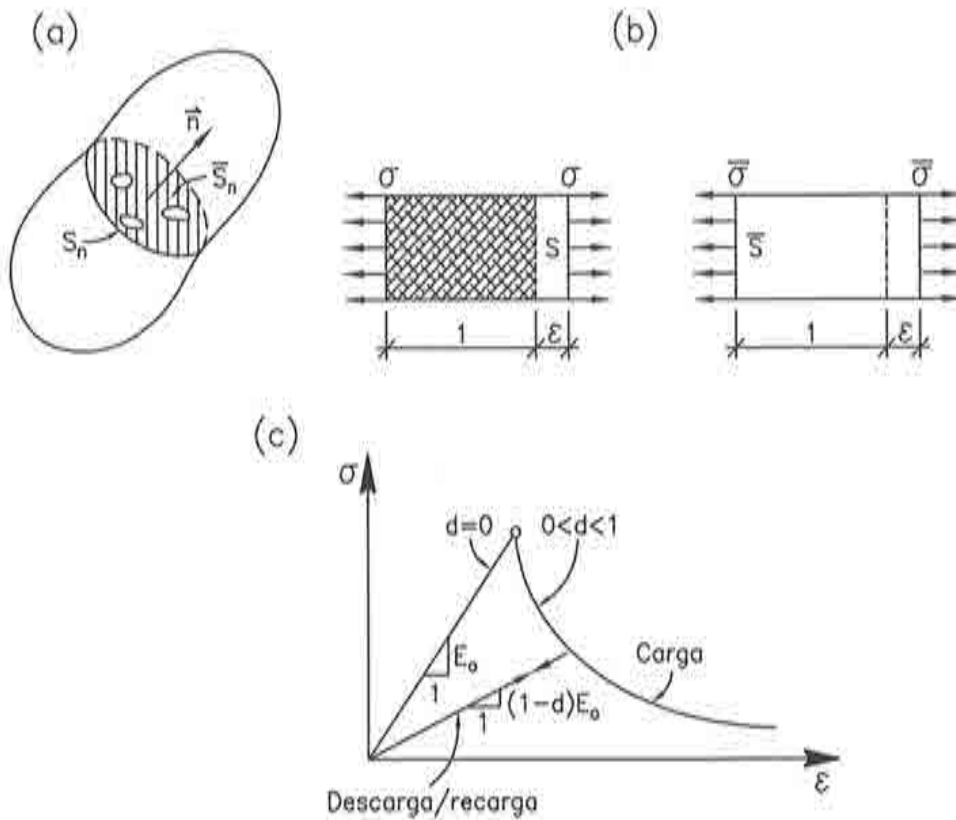 (a)
(b)
n⃗
S̅ₙ
Sₙ
σ σ
S
1 ε
σ̅ σ̅
S̅
1 ε
(c)
σ
d=0
0<d<1
E₀
1
Carga
(1-d)E₀
1
ε
Descarga/recarga